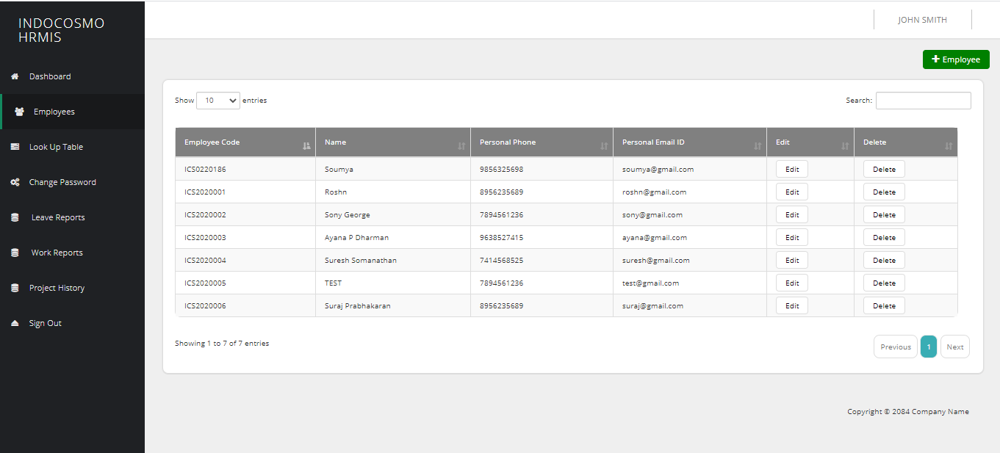 INDOCOSMO
HRMIS
JOHN SMITH
Dashboard
Employees
Look Up Table
Change Password
Leave Reports
Work Reports
Project History
Sign Out
+ Employee
Show 10 entries Search:
Employee Code Name Personal Phone Personal Email ID Edit Delete
ICS0220186 Soumya 9856325698 soumya@gmail.com Edit Delete
ICS2020001 Roshn 8956235689 roshn@gmail.com Edit Delete
ICS2020002 Sony George 7894561236 sony@gmail.com Edit Delete
ICS2020003 Ayana P Dharman 9638527415 ayana@gmail.com Edit Delete
ICS2020004 Suresh Somanathan 7414568525 suresh@gmail.com Edit Delete
ICS2020005 TEST 7894561236 test@gmail.com Edit Delete
ICS2020006 Suraj Prabhakaran 8956235689 suraj@gmail.com Edit Delete
Showing 1 to 7 of 7 entries Previous 1 Next
Copyright © 2084 Company Name